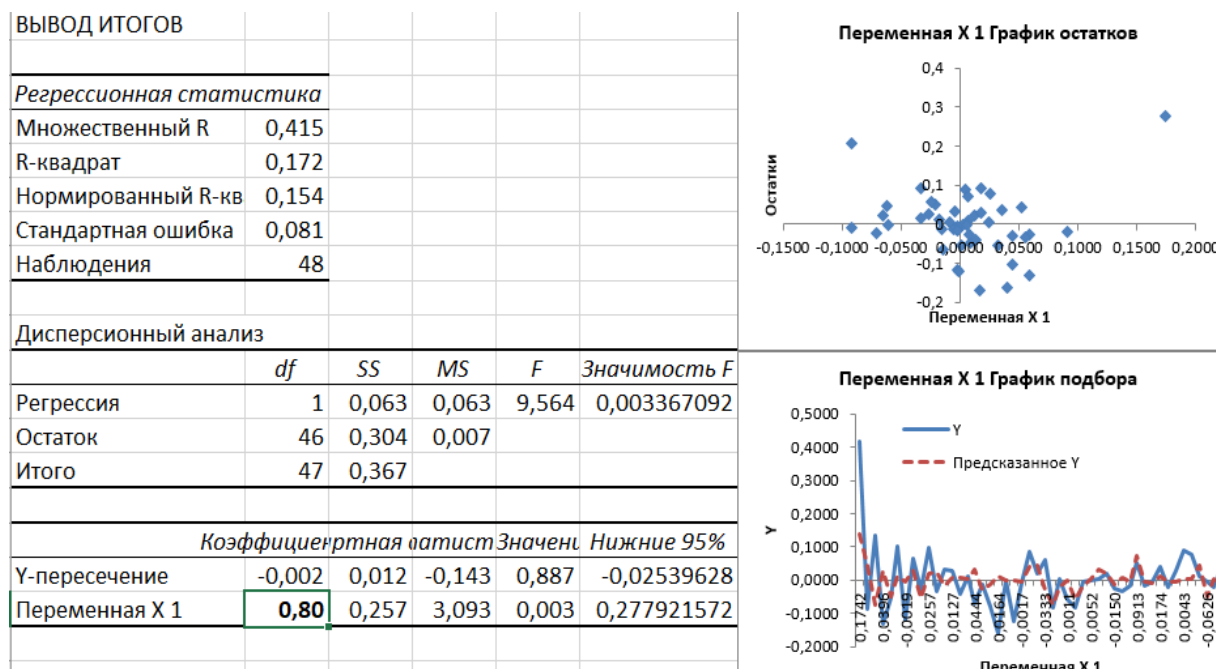 ВЫВОД ИТОГОВ
Регрессионная статистика
Множественный R 0,415
R-квадрат 0,172
Нормированный R-кв 0,154
Стандартная ошибка 0,081
Наблюдения 48
Дисперсионный анализ
df SS MS F Значимость F
Регрессия 1 0,063 0,063 9,564 0,003367092
Остаток 46 0,304 0,007
Итого 47 0,367
Коэффициен ртная татист Значени Нижние 95%
Y-пересечение -0,002 0,012 -0,143 0,887 -0,02539628
Переменная X 1 0,80 0,257 3,093 0,003 0,277921572
Переменная X 1 График остатков
Остатки
0,4
0,3
0,2
0,1
0
-0,1500 -0,1000 -0,0500 0,0000 0,0500 0,1000 0,1500 0,2000
-0,1
-0,2
Переменная X 1
Переменная X 1 График подбора
Y
0,5000
0,4000
0,3000
0,2000
0,1000
0,0000
-0,1000
-0,2000
Y
Предсказанное Y
0,1742
0,0396
-0,0019
0,0257
0,0127
0,0444
0,0164
-0,0017
-0,0333
0,0011
0,0052
-0,0150
0,0913
0,0174
0,0043
-0,0626
Переменная X 1